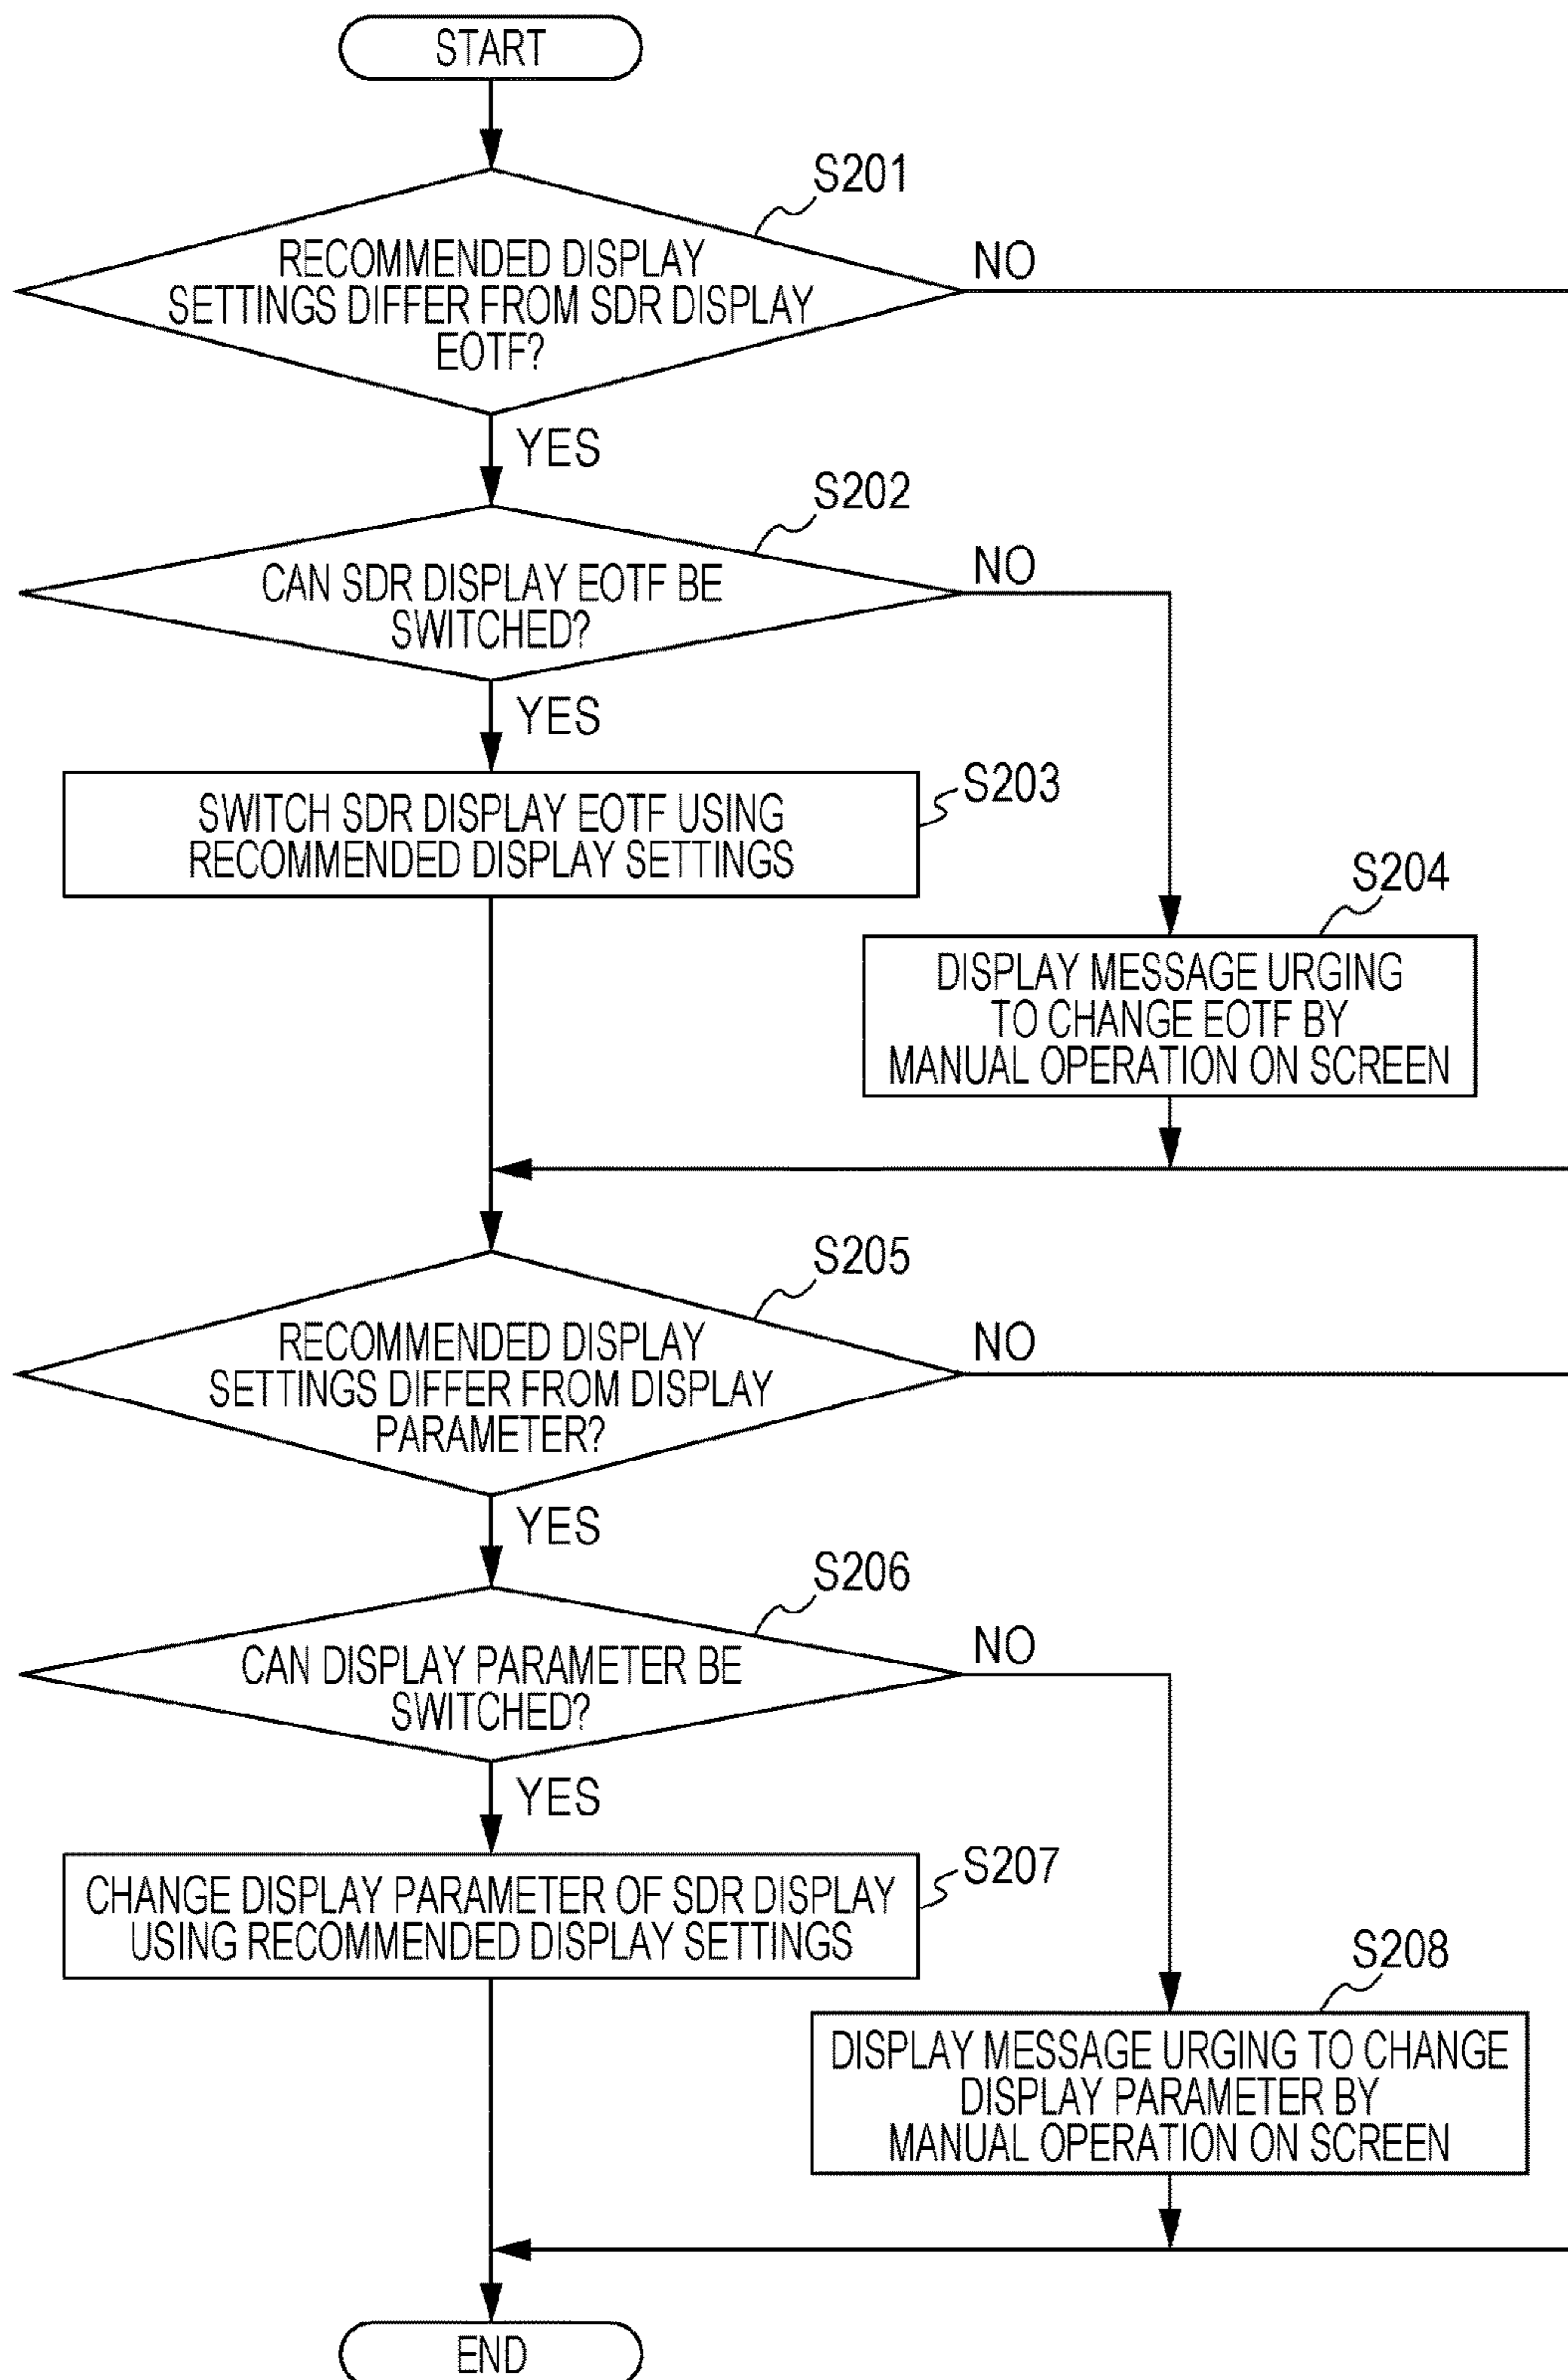 START
S201
RECOMMENDED DISPLAY
SETTINGS DIFFER FROM SDR DISPLAY
EOTF?
NO
YES
S202
CAN SDR DISPLAY EOTF BE
SWITCHED?
NO
YES
S203
SWITCH SDR DISPLAY EOTF USING
RECOMMENDED DISPLAY SETTINGS
S204
DISPLAY MESSAGE URGING
TO CHANGE EOTF BY
MANUAL OPERATION ON SCREEN
S205
RECOMMENDED DISPLAY
SETTINGS DIFFER FROM DISPLAY
PARAMETER?
NO
YES
S206
CAN DISPLAY PARAMETER BE
SWITCHED?
NO
YES
S207
CHANGE DISPLAY PARAMETER OF SDR DISPLAY
USING RECOMMENDED DISPLAY SETTINGS
S208
DISPLAY MESSAGE URGING TO CHANGE
DISPLAY PARAMETER BY
MANUAL OPERATION ON SCREEN
END